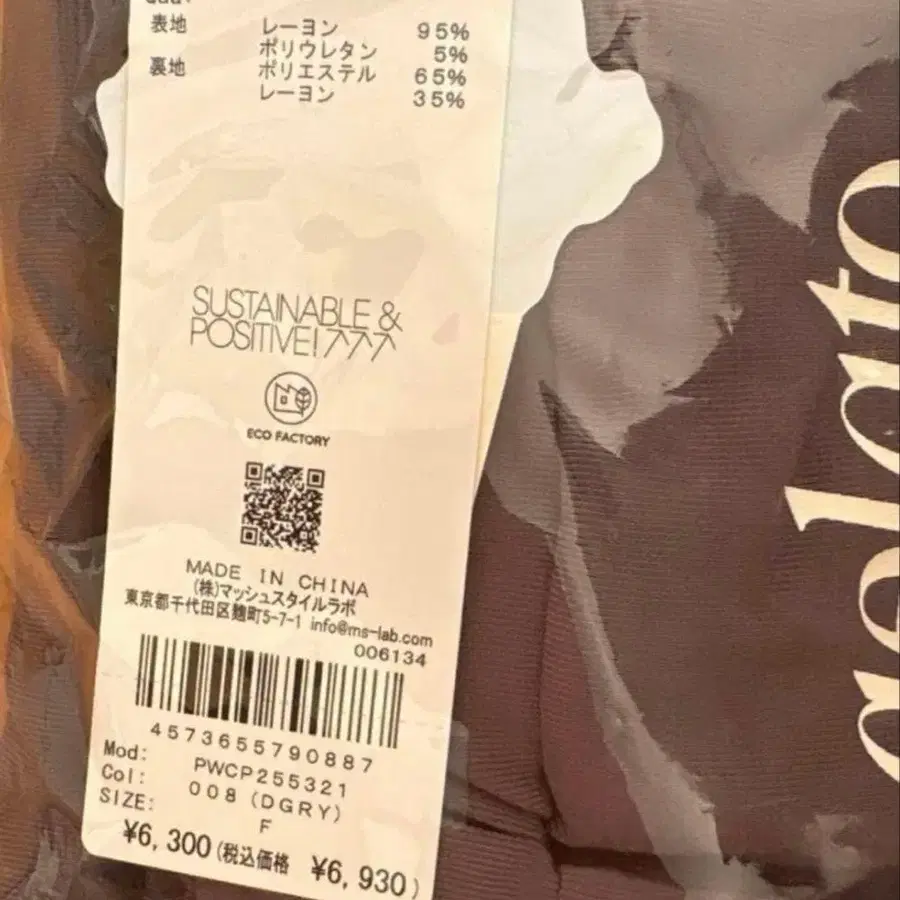 表地 レーヨン 95%
ポリウレタン 5%
裏地 ポリエステル 65%
レーヨン 35%
SUSTAINABLE &
POSITIVE!
ECO FACTORY
MADE IN CHINA
(株)マッシュスタイルラボ
東京都千代田区麹町5-7-1 info@ms-lab.com
006134
4573655790887
Mod: PWCP255321
Col: 008 (DGRY)
SIZE: F
¥6,300(税込価格 ¥6,930)
gelato